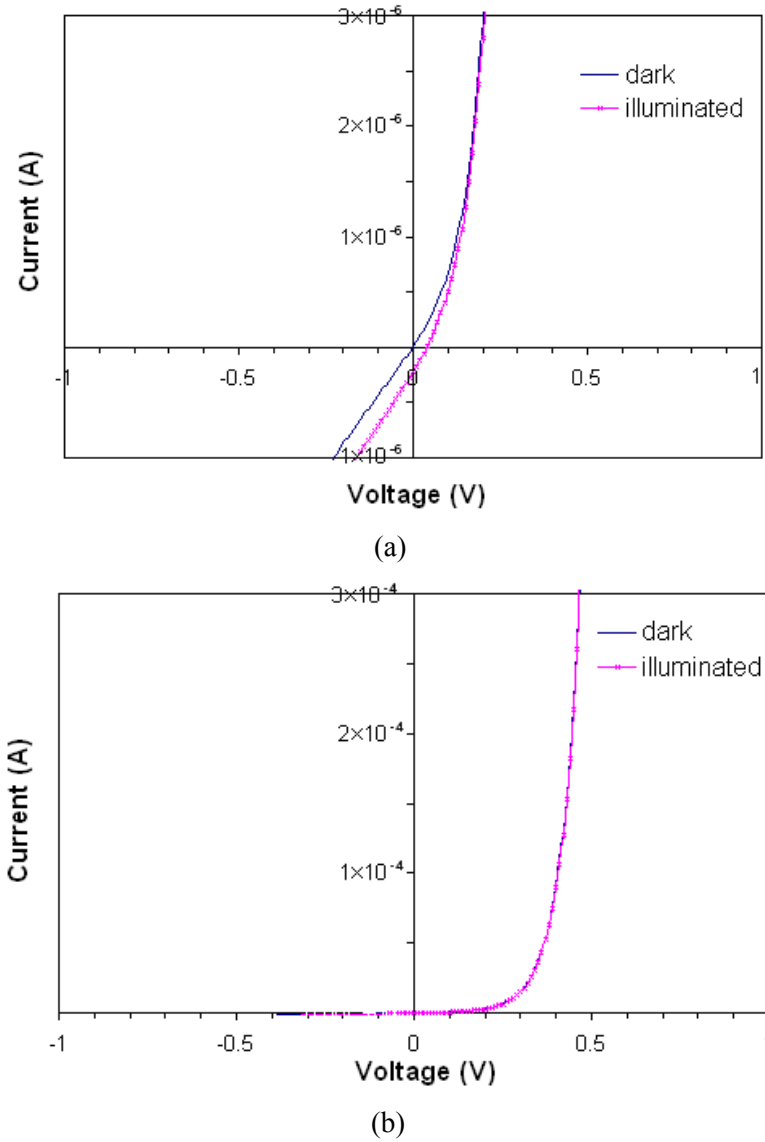 3×10⁻⁶
dark
illuminated
2×10⁻⁶
Current (A)
1×10⁻⁶
-1
-0.5
0
0.5
1
1×10⁻⁶
Voltage (V)
(a)
3×10⁻⁴
dark
illuminated
2×10⁻⁴
Current (A)
1×10⁻⁴
-1
-0.5
0
0.5
1
Voltage (V)
(b)